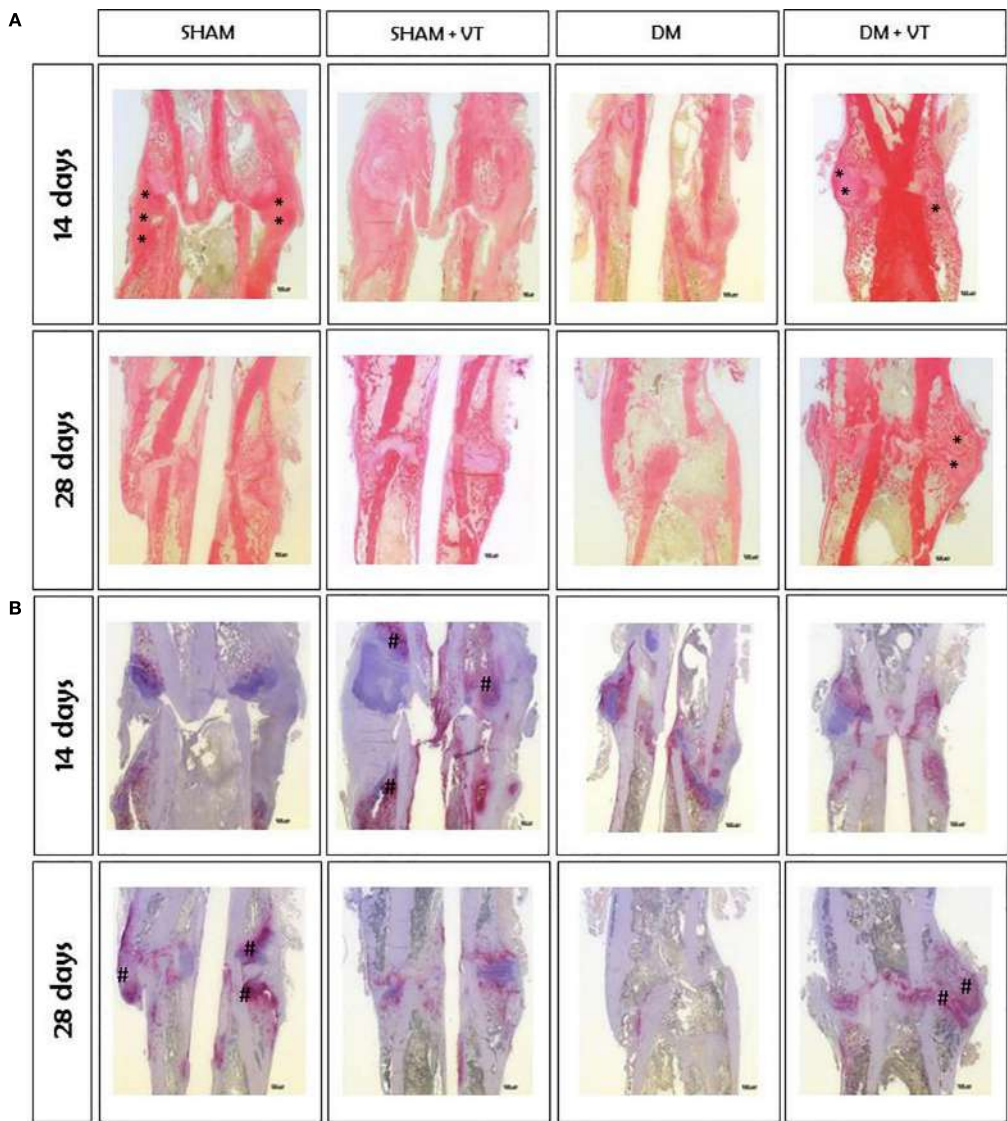 A
SHAM
SHAM + VT
DM
DM + VT
14 days
* * *
* *
* *
*
28 days
*
*
B
14 days
#
#
#
28 days
#
#
#
#
#